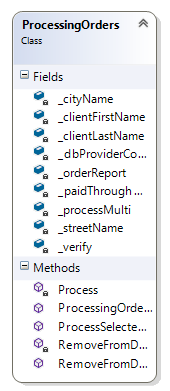 ProcessingOrders
Class
Fields
_cityName
_clientFirstName
_clientLastName
_dbProviderCo...
_orderReport
_paidThrough
_processMulti
_streetName
_verify
Methods
Process
ProcessingOrde...
ProcessSelecte...
RemoveFromD...
RemoveFromD...